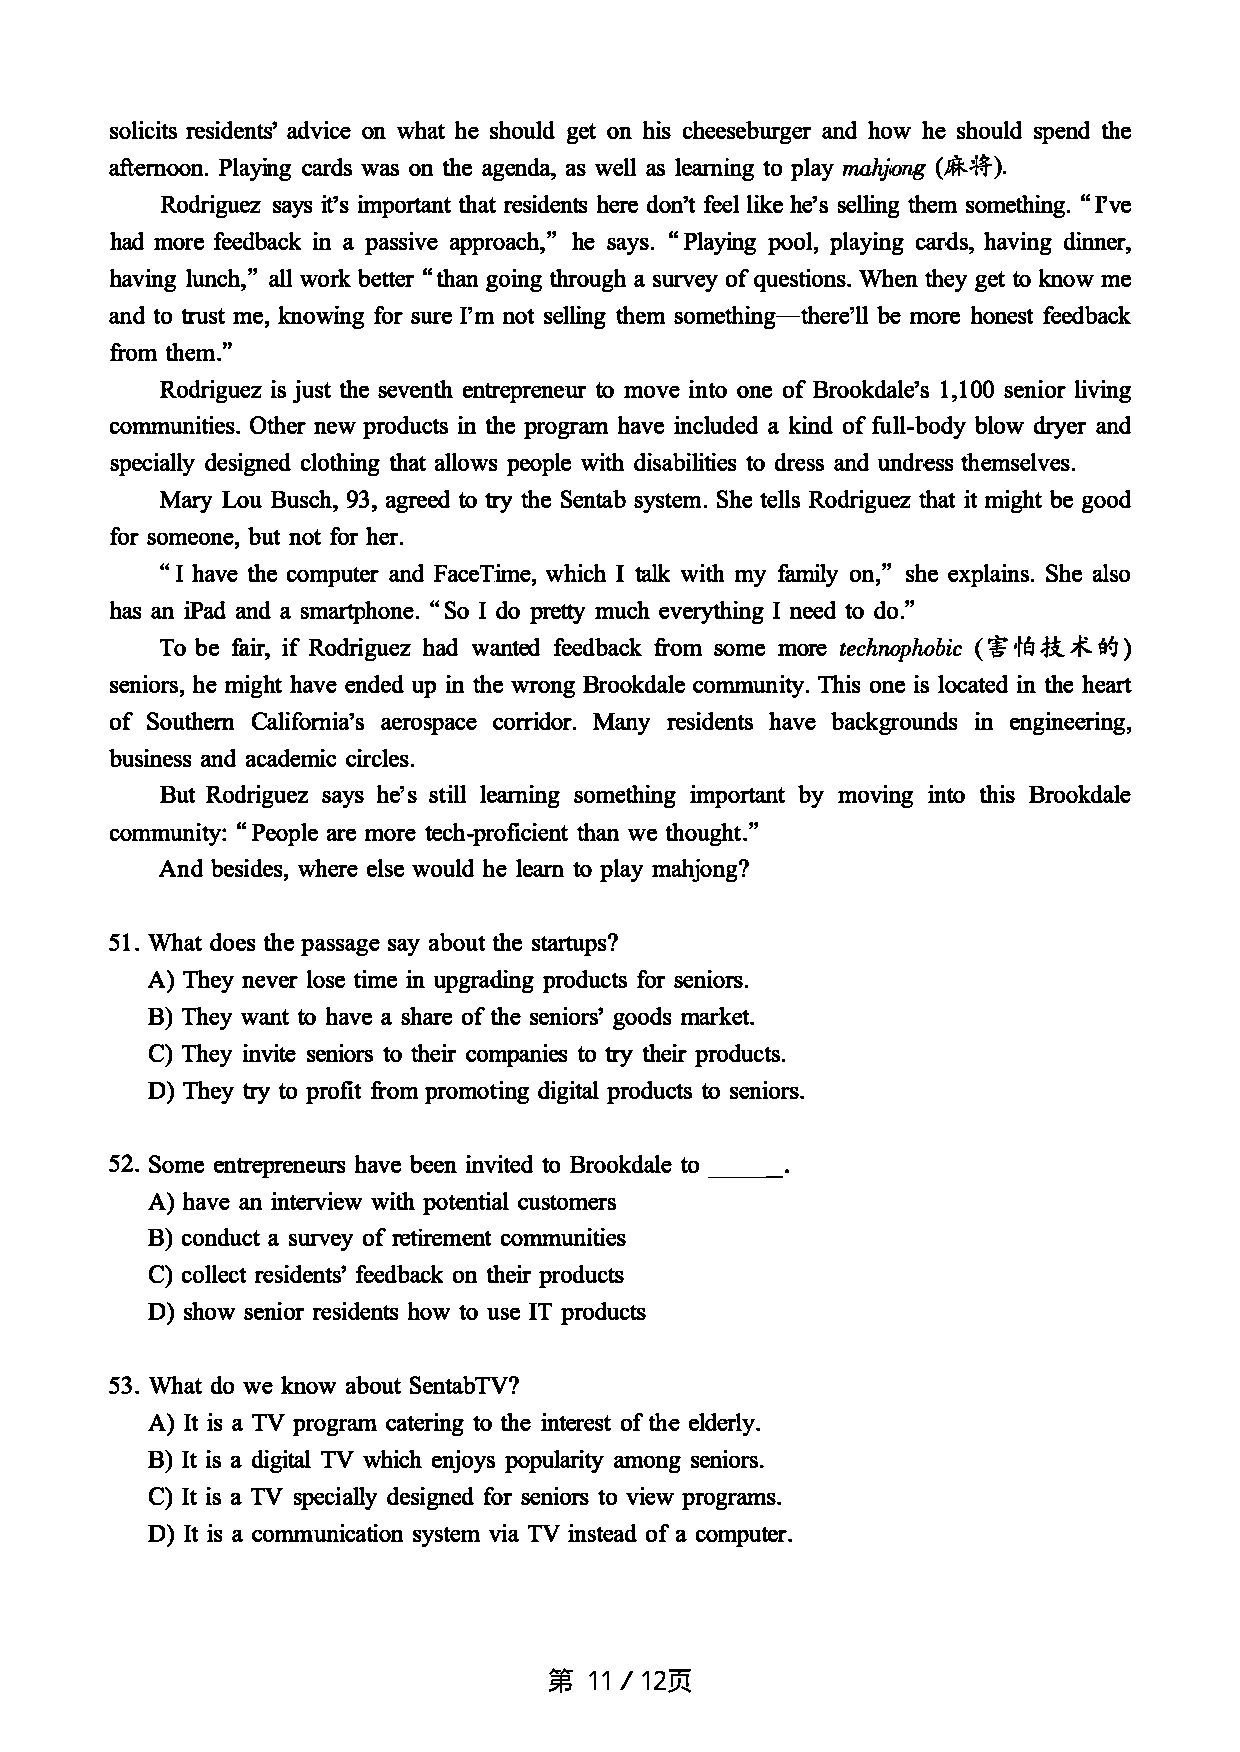 solicits residents’ advice on what he should get on his cheeseburger and how he should spend the
afternoon. Playing cards was on the agenda, as well as learning to play mahjong (麻将).
Rodriguez says it’s important that residents here don’t feel like he’s selling them something. “I’ve
had more feedback in a passive approach,” he says. “Playing pool, playing cards, having dinner,
having lunch,” all work better “than going through a survey of questions. When they get to know me
and to trust me, knowing for sure I’m not selling them something—there’ll be more honest feedback
from them.”
Rodriguez is just the seventh entrepreneur to move into one of Brookdale’s 1,100 senior living
communities. Other new products in the program have included a kind of full-body blow dryer and
specially designed clothing that allows people with disabilities to dress and undress themselves.
Mary Lou Busch, 93, agreed to try the Sentab system. She tells Rodriguez that it might be good
for someone, but not for her.
“I have the computer and FaceTime, which I talk with my family on,” she explains. She also
has an iPad and a smartphone. “So I do pretty much everything I need to do.”
To be fair, if Rodriguez had wanted feedback from some more technophobic (害怕技术的)
seniors, he might have ended up in the wrong Brookdale community. This one is located in the heart
of Southern California’s aerospace corridor. Many residents have backgrounds in engineering,
business and academic circles.
But Rodriguez says he’s still learning something important by moving into this Brookdale
community: “People are more tech-proficient than we thought.”
And besides, where else would he learn to play mahjong?
51. What does the passage say about the startups?
A) They never lose time in upgrading products for seniors.
B) They want to have a share of the seniors’ goods market.
C) They invite seniors to their companies to try their products.
D) They try to profit from promoting digital products to seniors.
52. Some entrepreneurs have been invited to Brookdale to ______.
A) have an interview with potential customers
B) conduct a survey of retirement communities
C) collect residents’ feedback on their products
D) show senior residents how to use IT products
53. What do we know about SentabTV?
A) It is a TV program catering to the interest of the elderly.
B) It is a digital TV which enjoys popularity among seniors.
C) It is a TV specially designed for seniors to view programs.
D) It is a communication system via TV instead of a computer.
第 11 / 12页